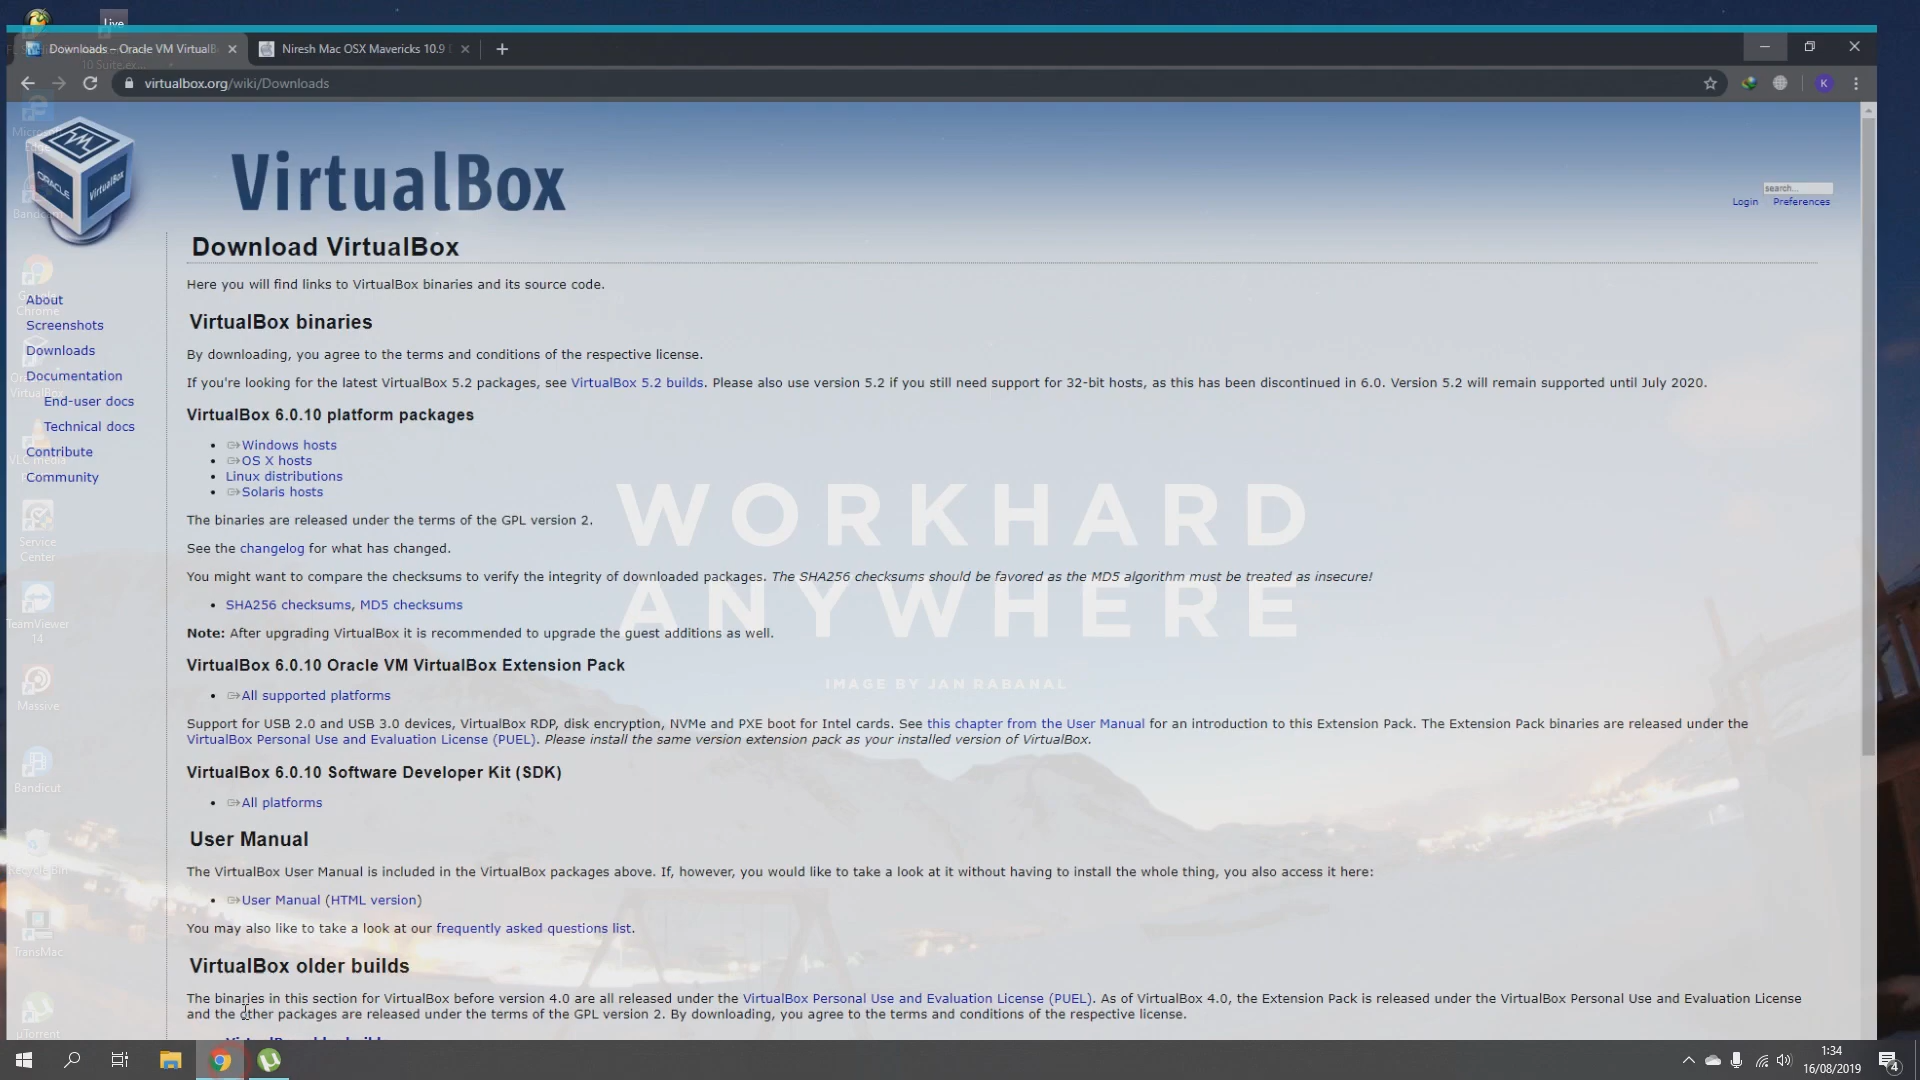 Live
Downloads – Oracle VM VirtualB
Niresh Mac OSX Mavericks 10.9
10 Suite.ex...
virtualbox.org/wiki/Downloads
K
ORACLE
VirtualBox
VirtualBox
search...
Login Preferences
Download VirtualBox
Here you will find links to VirtualBox binaries and its source code.
About
Screenshots
Downloads
Documentation
End-user docs
Technical docs
Contribute
Community
VirtualBox binaries
By downloading, you agree to the terms and conditions of the respective license.
If you're looking for the latest VirtualBox 5.2 packages, see VirtualBox 5.2 builds. Please also use version 5.2 if you still need support for 32-bit hosts, as this has been discontinued in 6.0. Version 5.2 will remain supported until July 2020.
VirtualBox 6.0.10 platform packages
Windows hosts
OS X hosts
Linux distributions
Solaris hosts
The binaries are released under the terms of the GPL version 2.
See the changelog for what has changed.
You might want to compare the checksums to verify the integrity of downloaded packages. The SHA256 checksums should be favored as the MD5 algorithm must be treated as insecure!
SHA256 checksums, MD5 checksums
Note: After upgrading VirtualBox it is recommended to upgrade the guest additions as well.
VirtualBox 6.0.10 Oracle VM VirtualBox Extension Pack
All supported platforms
Support for USB 2.0 and USB 3.0 devices, VirtualBox RDP, disk encryption, NVMe and PXE boot for Intel cards. See this chapter from the User Manual for an introduction to this Extension Pack. The Extension Pack binaries are released under the
VirtualBox Personal Use and Evaluation License (PUEL). Please install the same version extension pack as your installed version of VirtualBox.
VirtualBox 6.0.10 Software Developer Kit (SDK)
All platforms
User Manual
The VirtualBox User Manual is included in the VirtualBox packages above. If, however, you would like to take a look at it without having to install the whole thing, you also access it here:
User Manual (HTML version)
You may also like to take a look at our frequently asked questions list.
VirtualBox older builds
The binaries in this section for VirtualBox before version 4.0 are all released under the VirtualBox Personal Use and Evaluation License (PUEL). As of VirtualBox 4.0, the Extension Pack is released under the VirtualBox Personal Use and Evaluation License
and the other packages are released under the terms of the GPL version 2. By downloading, you agree to the terms and conditions of the respective license.
WORKHARD
ANYWHERE
IMAGE BY JAN RABANAL
Google
Chrome
Service
Center
TeamViewer
14
Massive
Bandicut
Recycle Bin
TransMac
µTorrent
1:34
16/08/2019
4